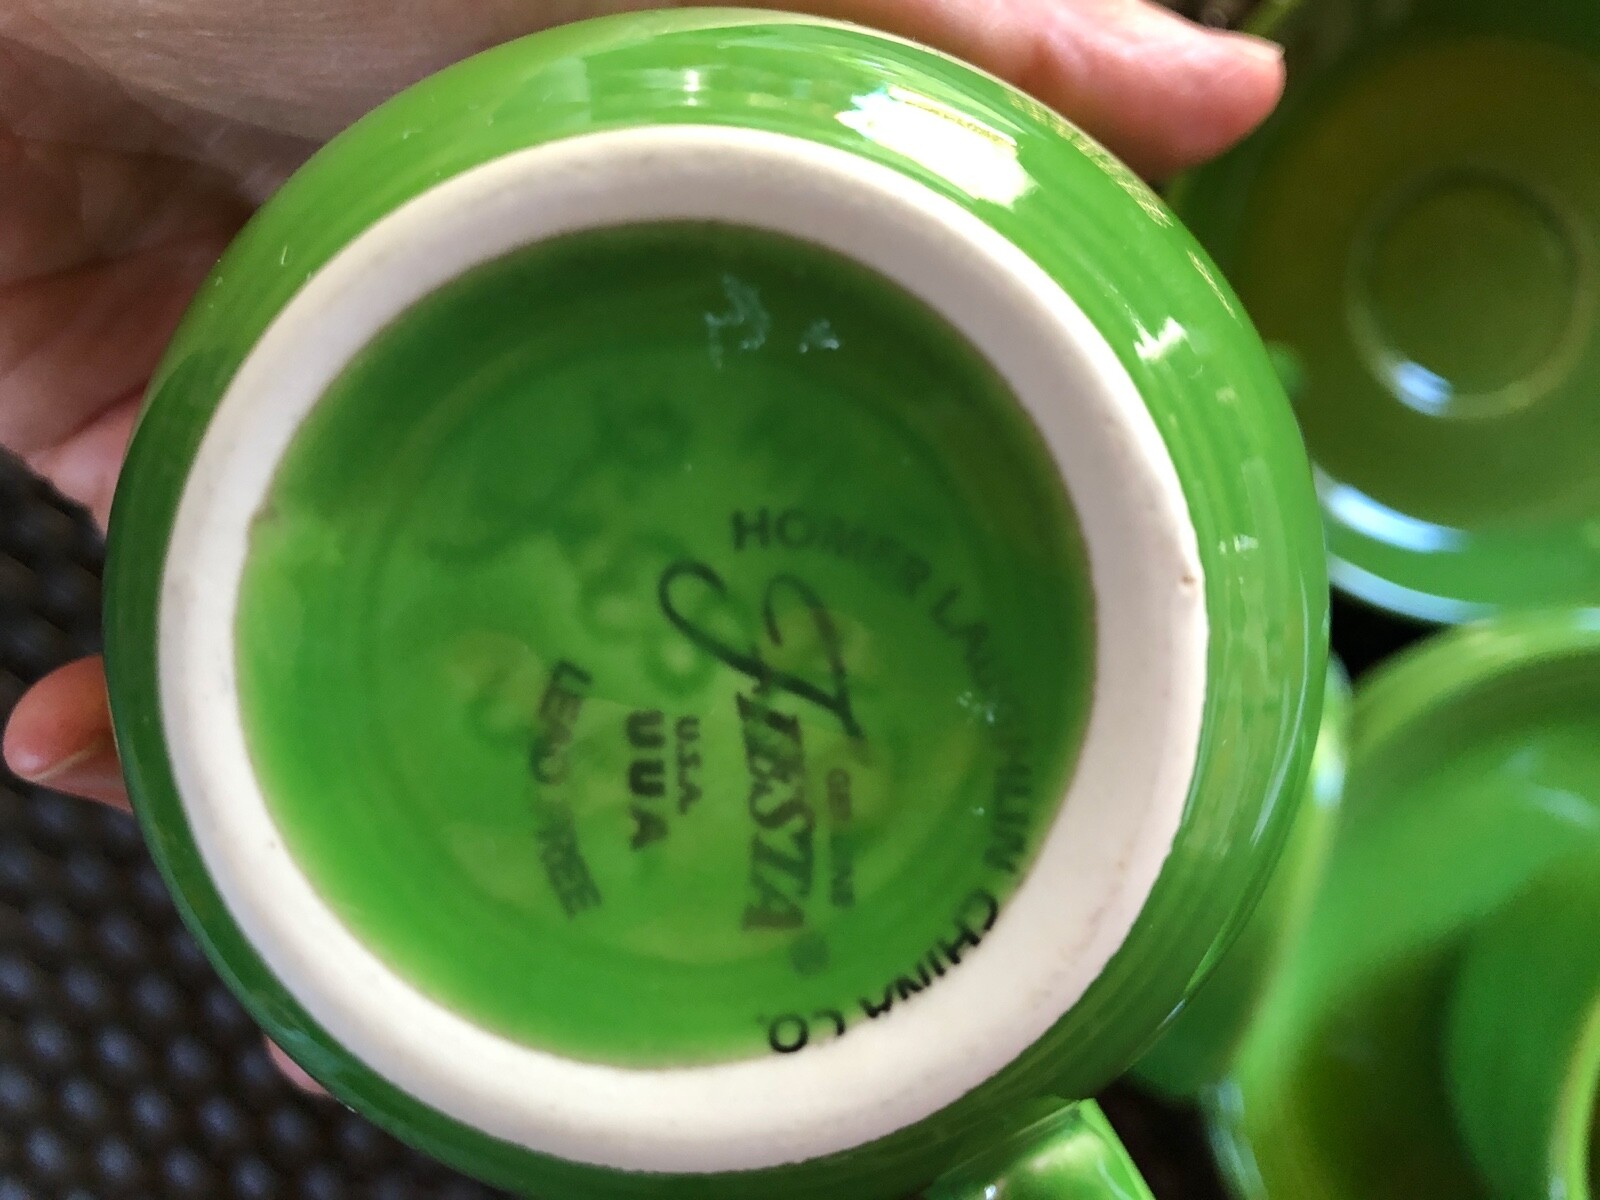 HOMER LAUGHLIN CHINA CO.
GENUINE
FIESTA®
U.S.A.
UUA
LEAD FREE